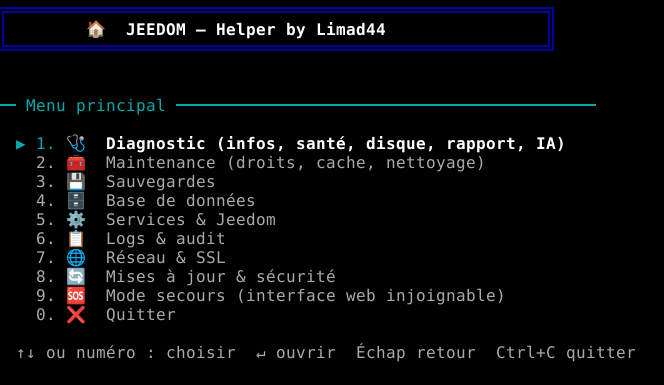 🏠 JEEDOM — Helper by Limad44
Menu principal
▶ 1. 🩺 Diagnostic (infos, santé, disque, rapport, IA)
2. 🧰 Maintenance (droits, cache, nettoyage)
3. 💾 Sauvegardes
4. 🗄️ Base de données
5. ⚙️ Services & Jeedom
6. 📋 Logs & audit
7. 🌐 Réseau & SSL
8. 🔄 Mises à jour & sécurité
9. 🆘 Mode secours (interface web injoignable)
0. ❌ Quitter
↑↓ ou numéro : choisir ↵ ouvrir Échap retour Ctrl+C quitter